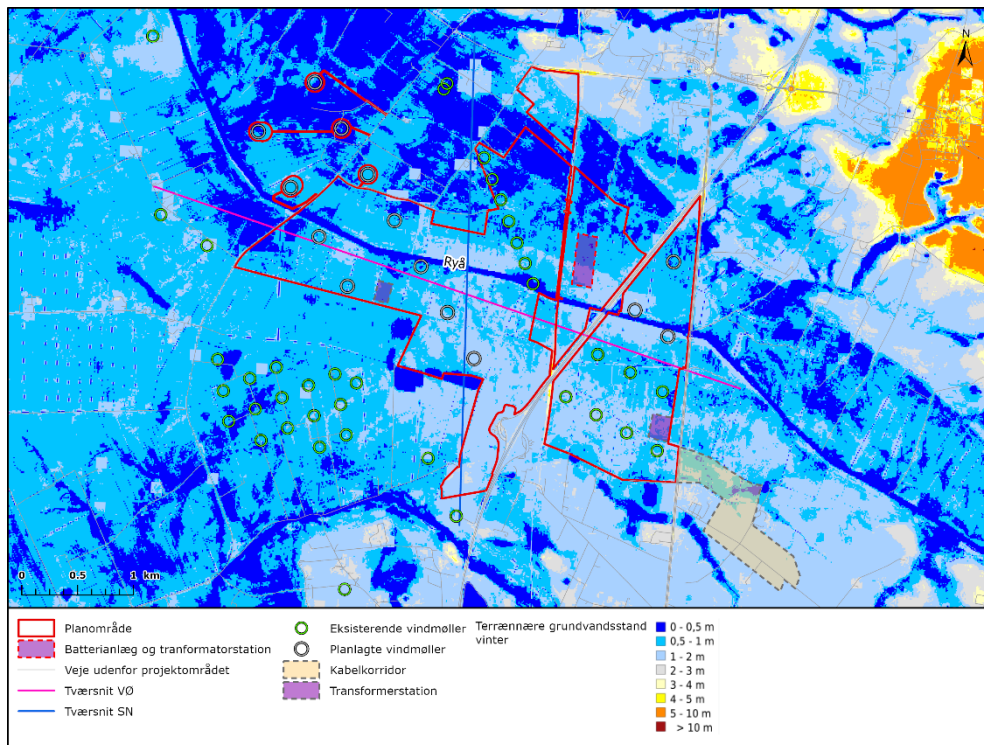 N
Ryå
0 0.5 1 km
Planområde
Batterianlæg og tranformatorstation
Veje udenfor projektområdet
Tværsnit VØ
Tværsnit SN
Eksisterende vindmøller
Planlagte vindmøller
Kabelkorridor
Transformerstation
Terrænnære grundvandsstand
vinter
0 - 0,5 m
0,5 - 1 m
1 - 2 m
2 - 3 m
3 - 4 m
4 - 5 m
5 - 10 m
> 10 m